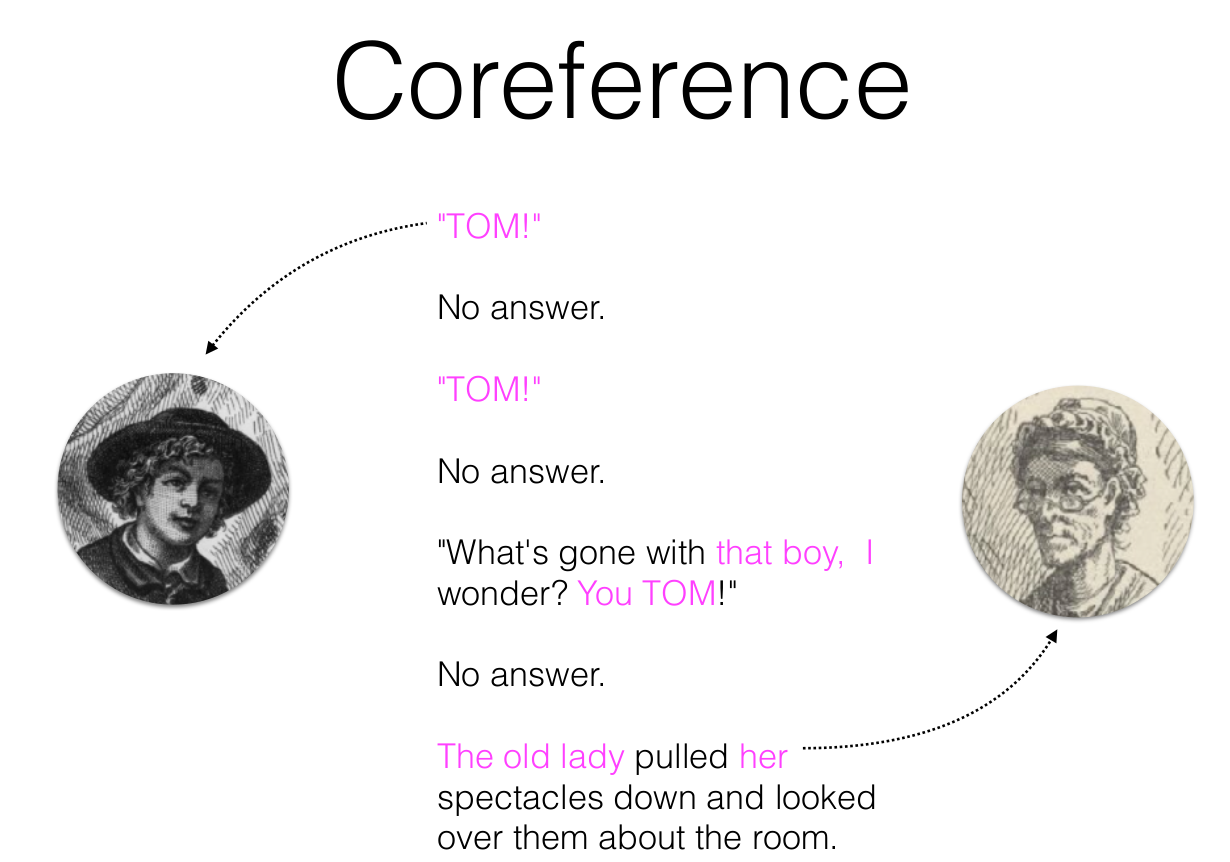 Coreference
"TOM!"
No answer.
"TOM!"
No answer.
"What's gone with that boy,  I
wonder? You TOM!"
No answer.
The old lady pulled her
spectacles down and looked
over them about the room.